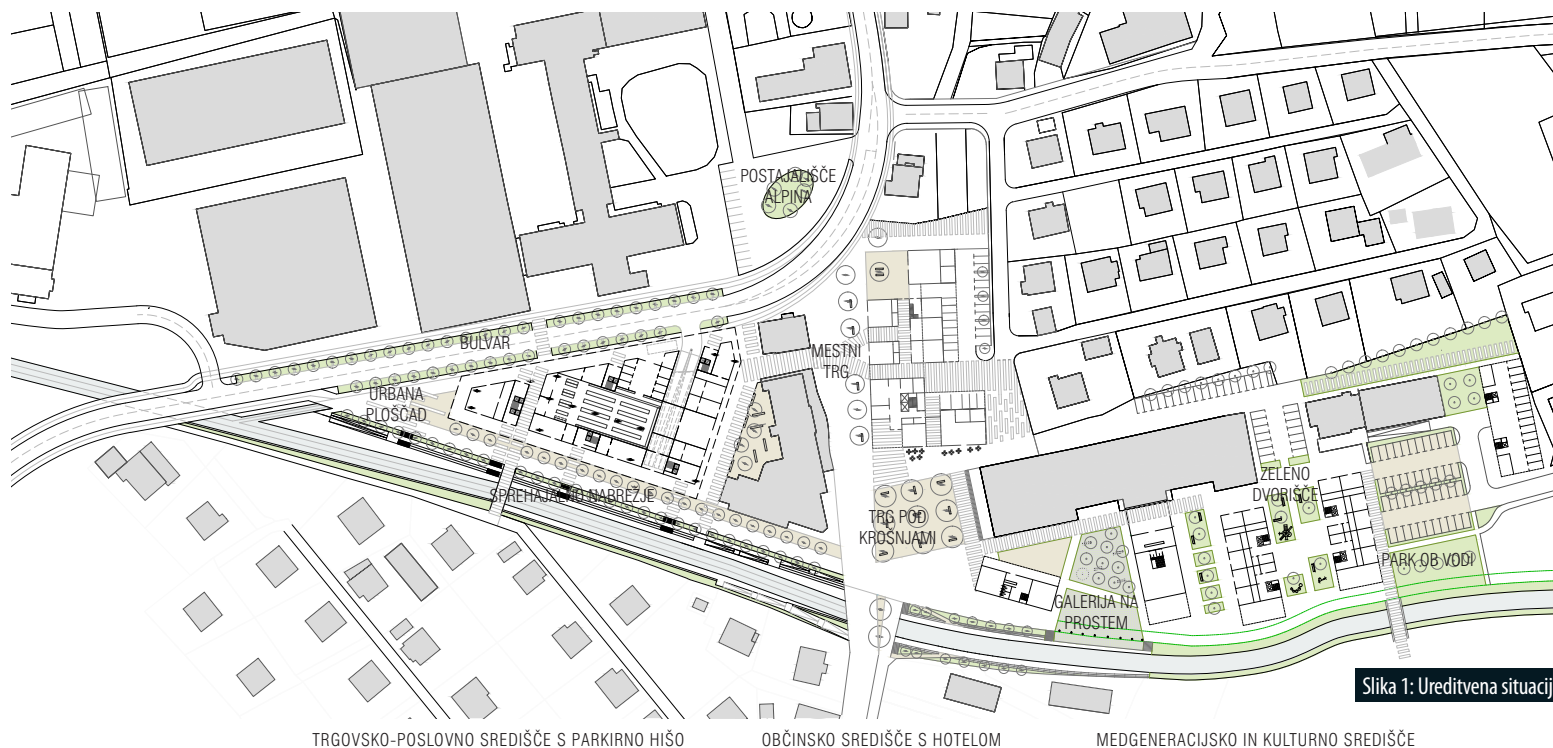 POSTAJALIŠČE
ALPINA
BULVAR
MESTNI
TRG
URBANA
PLOŠČAD
SPREHAJALNO NABREŽJE
TRG POD
KROŠNJAMI
ZELENO
DVORIŠČE
PARK OB VODI
GALERIJA NA
PROSTEM
Slika 1: Ureditvena situacij
TRGOVSKO-POSLOVNO SREDIŠČE S PARKIRNO HIŠO
OBČINSKO SREDIŠČE S HOTELOM
MEDGENERACIJSKO IN KULTURNO SREDIŠČE